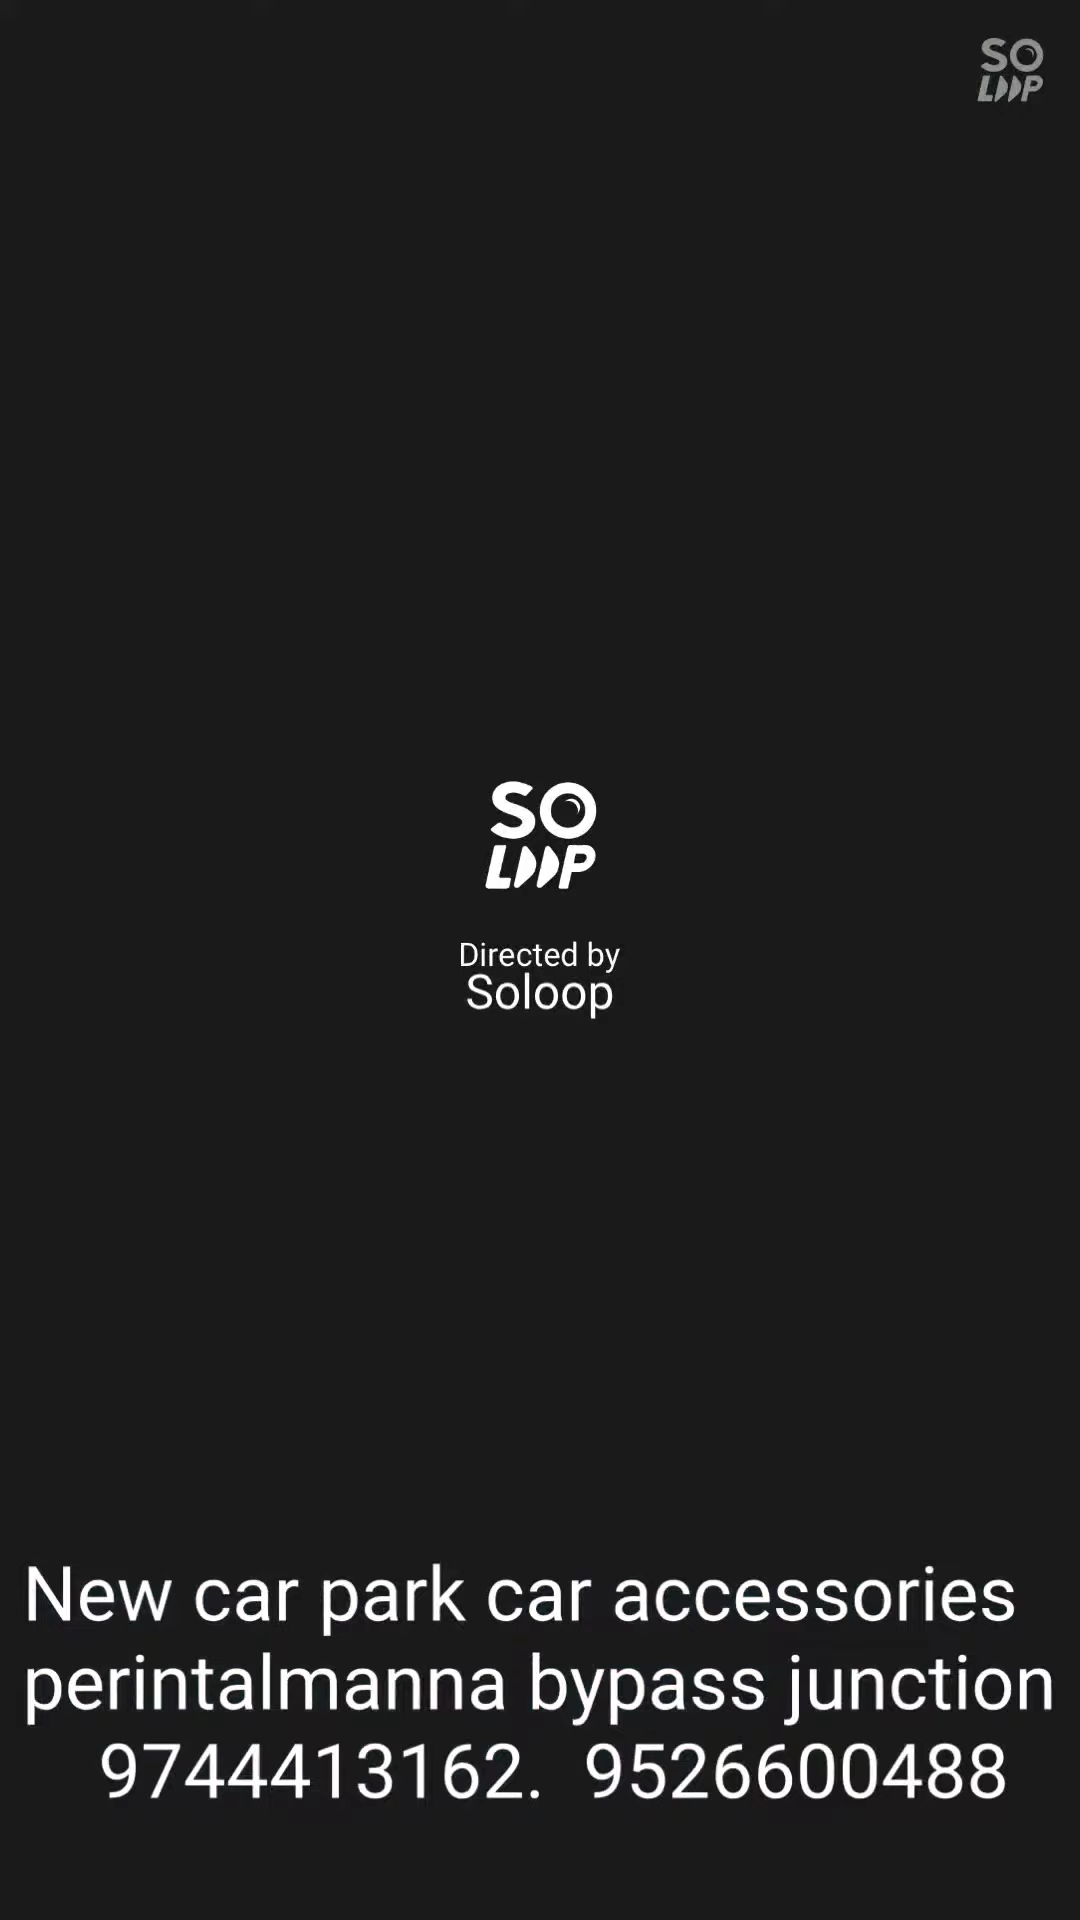 SO
LOOP
SO
LOOP
Directed by
Soloop
New car park car accessories
perintalmanna bypass junction
9744413162. 9526600488